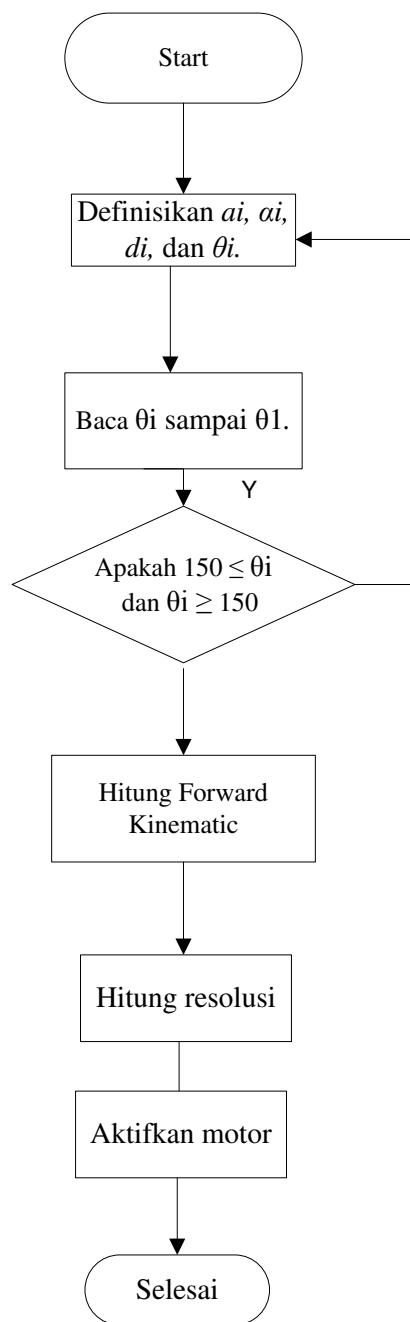 Start
Definisikan ai, αi,
di, dan θi.
Baca θi sampai θ1.
Y
Apakah 150 ≤ θi
dan θi ≥ 150
Hitung Forward
Kinematic
Hitung resolusi
Aktifkan motor
Selesai